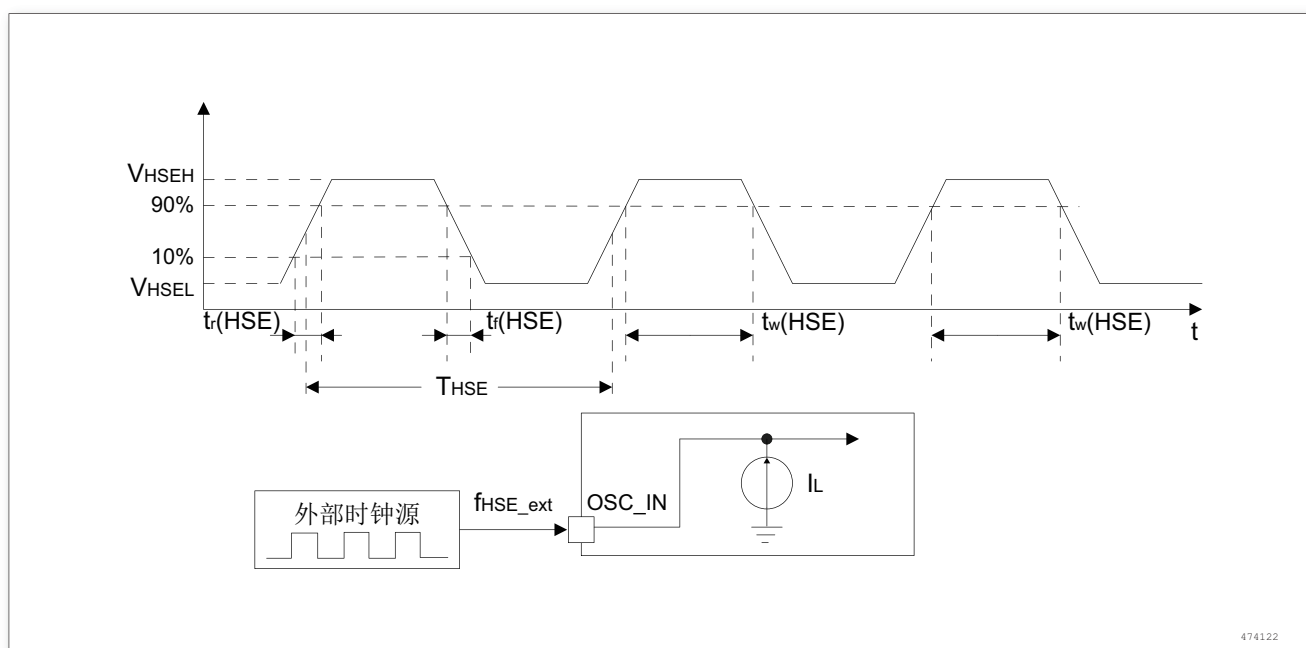 VHSEH
90%
10%
VHSEL
tr(HSE) tf(HSE) tw(HSE) tw(HSE) t
THSE
fHSE_ext OSC_IN IL
外部时钟源
474122